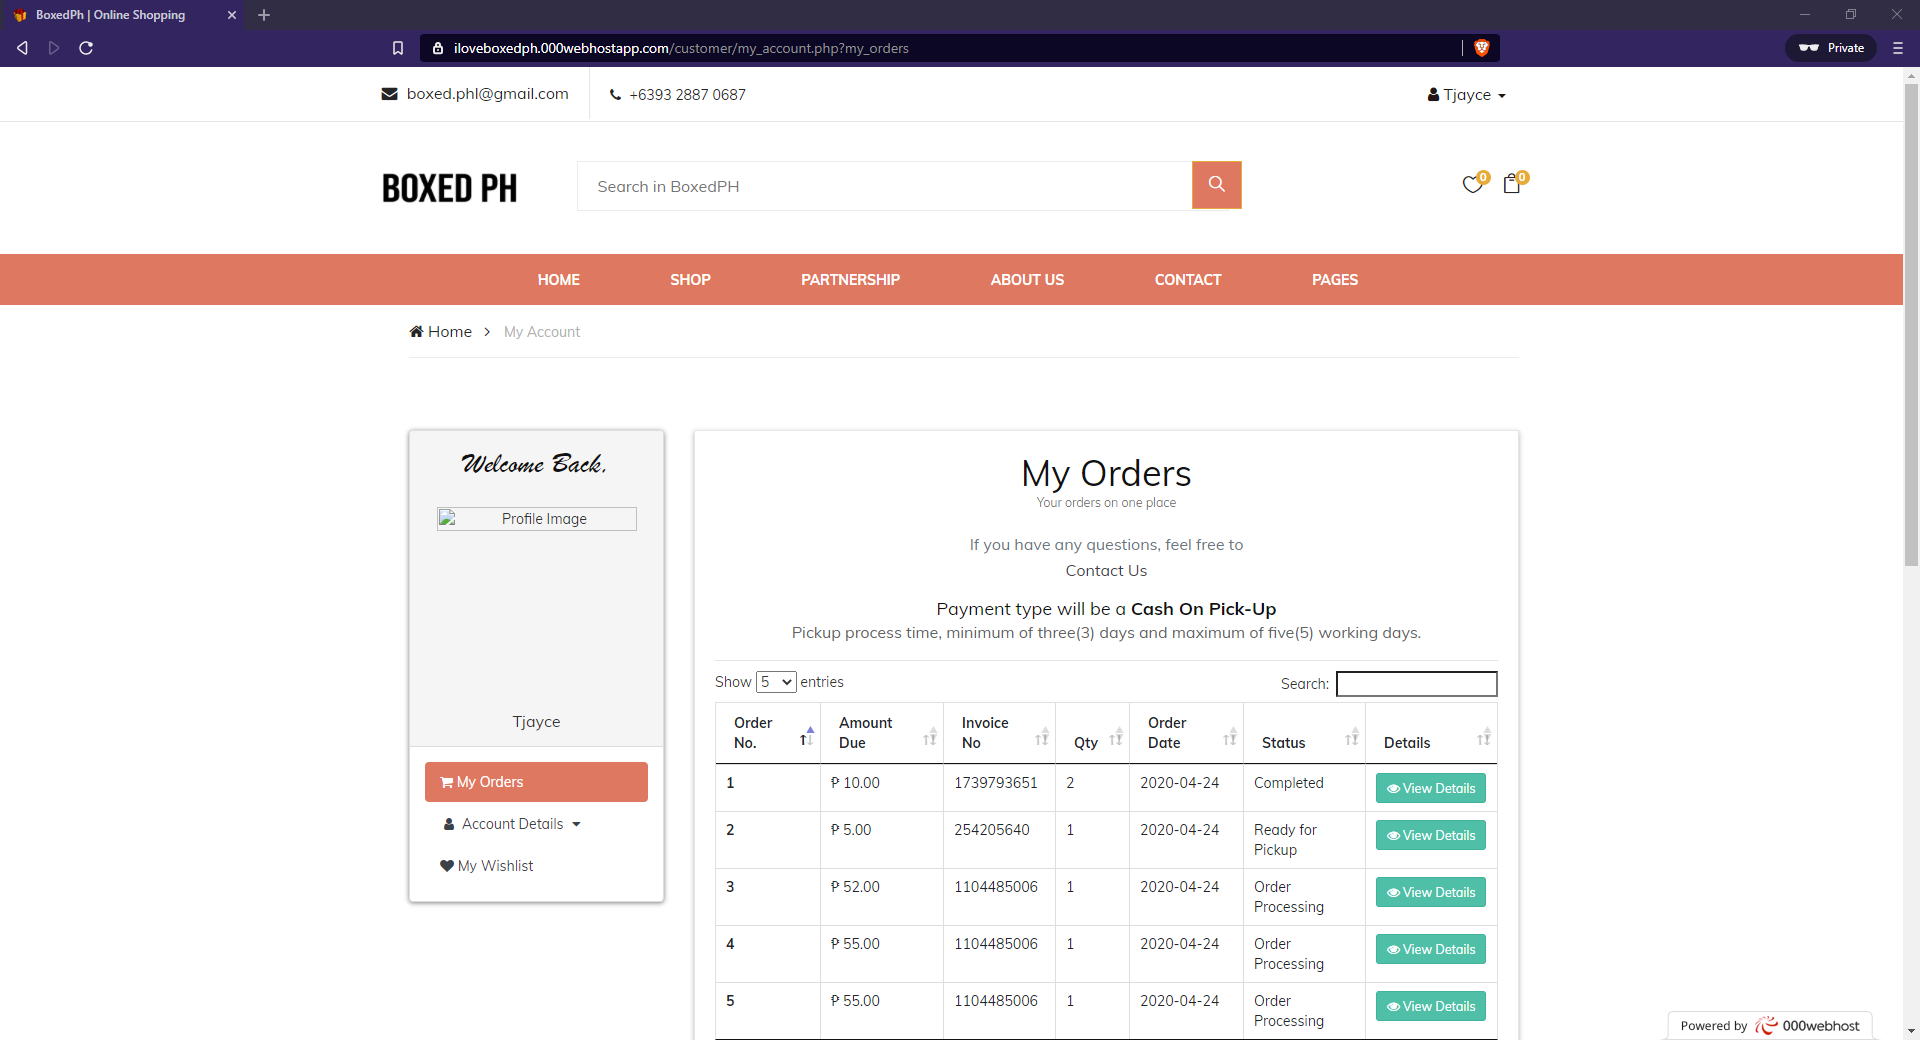 BoxedPh | Online Shopping
iloveboxedph.000webhostapp.com/customer/my_account.php?my_orders
Private
boxed.phl@gmail.com
+6393 2887 0687
Tjayce
BOXED PH
Search in BoxedPH
0
0
HOME SHOP PARTNERSHIP ABOUT US CONTACT PAGES
Home > My Account
Welcome Back,
Profile Image
Tjayce
My Orders
Account Details
My Wishlist
My Orders
Your orders on one place
If you have any questions, feel free to
Contact Us
Payment type will be a Cash On Pick-Up
Pickup process time, minimum of three(3) days and maximum of five(5) working days.
Show 5 entries
Search:
Order No. Amount Due Invoice No Qty Order Date Status Details
1 ₱ 10.00 1739793651 2 2020-04-24 Completed View Details
2 ₱ 5.00 254205640 1 2020-04-24 Ready for Pickup View Details
3 ₱ 52.00 1104485006 1 2020-04-24 Order Processing View Details
4 ₱ 55.00 1104485006 1 2020-04-24 Order Processing View Details
5 ₱ 55.00 1104485006 1 2020-04-24 Order Processing View Details
Powered by 000webhost